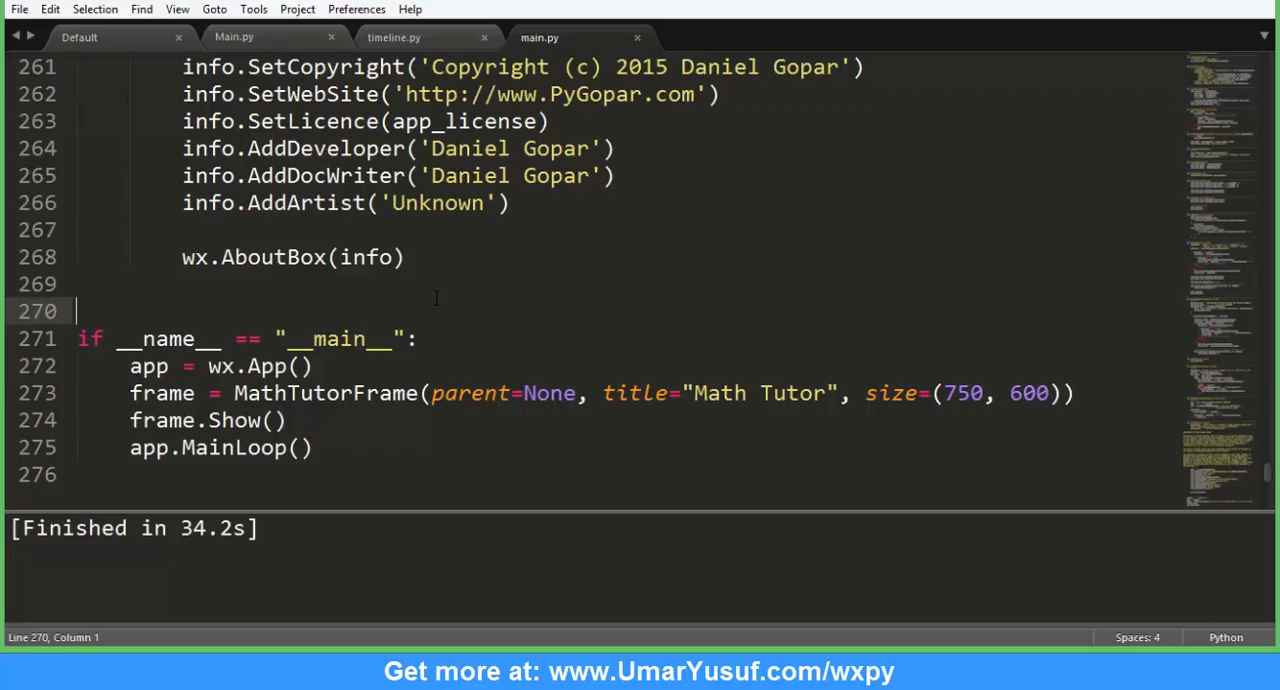 File Edit Selection Find View Goto Tools Project Preferences Help
Default Main.py timeline.py main.py
261 info.SetCopyright('Copyright (c) 2015 Daniel Gopar')
262 info.SetWebSite('http://www.PyGopar.com')
263 info.SetLicence(app_license)
264 info.AddDeveloper('Daniel Gopar')
265 info.AddDocWriter('Daniel Gopar')
266 info.AddArtist('Unknown')
267
268 wx.AboutBox(info)
269
270
271 if __name__ == "__main__":
272 app = wx.App()
273 frame = MathTutorFrame(parent=None, title="Math Tutor", size=(750, 600))
274 frame.Show()
275 app.MainLoop()
276
[Finished in 34.2s]
Line 270, Column 1 Spaces: 4 Python
Get more at: www.UmarYusuf.com/wxpy